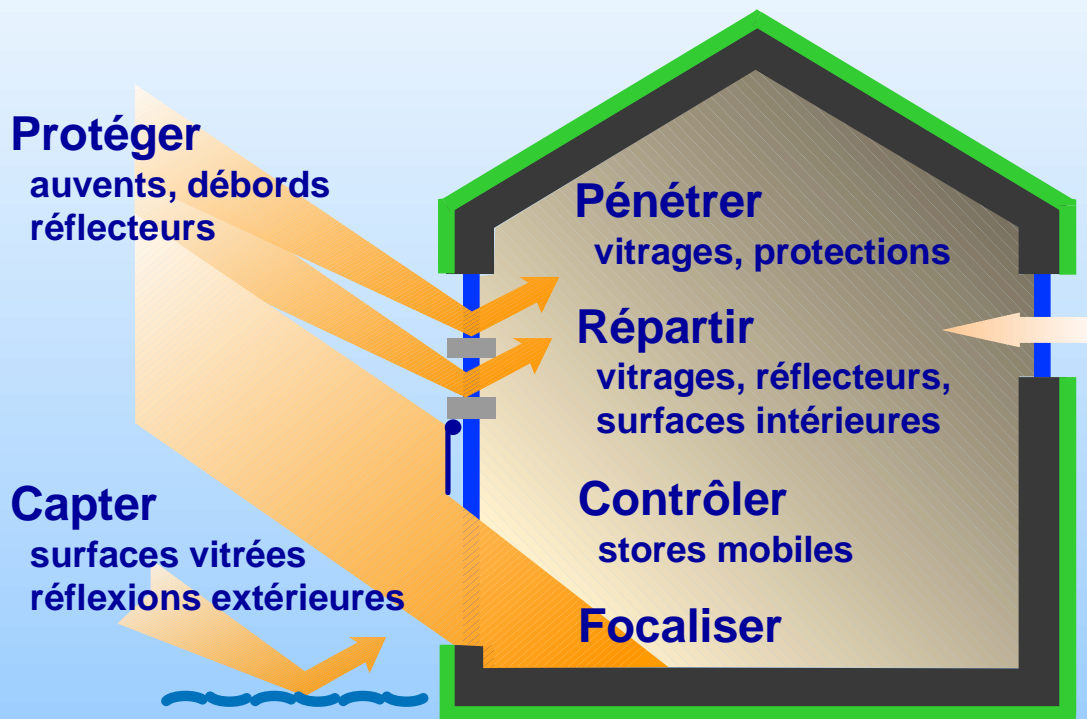 Protéger
auvents, débords
réflecteurs
Capter
surfaces vitrées
réflexions extérieures
Pénétrer
vitrages, protections
Répartir
vitrages, réflecteurs,
surfaces intérieures
Contrôler
stores mobiles
Focaliser